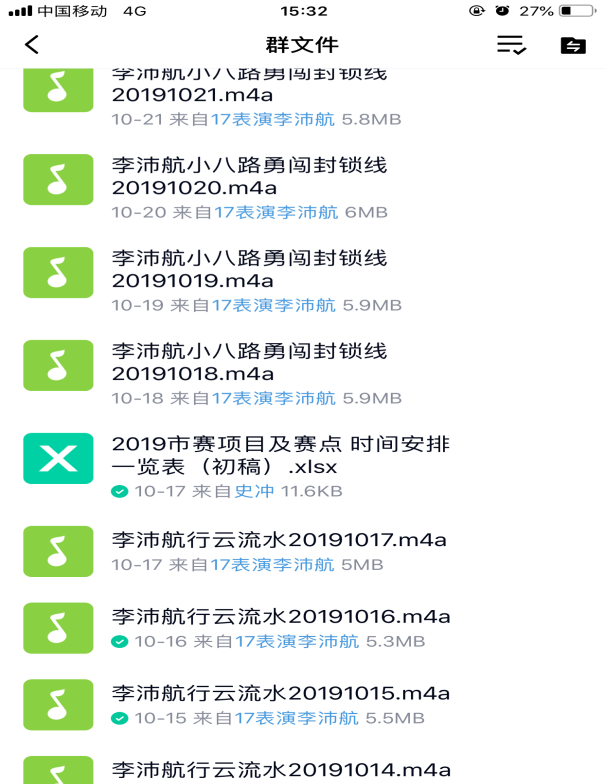 中国移动 4G 15:32 27%
群文件
李沛航小八路勇闯封锁线
20191021.m4a
10-21 来自17表演李沛航 5.8MB
李沛航小八路勇闯封锁线
20191020.m4a
10-20 来自17表演李沛航 6MB
李沛航小八路勇闯封锁线
20191019.m4a
10-19 来自17表演李沛航 5.9MB
李沛航小八路勇闯封锁线
20191018.m4a
10-18 来自17表演李沛航 5.9MB
2019市赛项目及赛点 时间安排
一览表（初稿）.xlsx
10-17 来自史冲 11.6KB
李沛航行云流水20191017.m4a
10-17 来自17表演李沛航 5MB
李沛航行云流水20191016.m4a
10-16 来自17表演李沛航 5.3MB
李沛航行云流水20191015.m4a
10-15 来自17表演李沛航 5.5MB
李沛航行云流水20191014.m4a